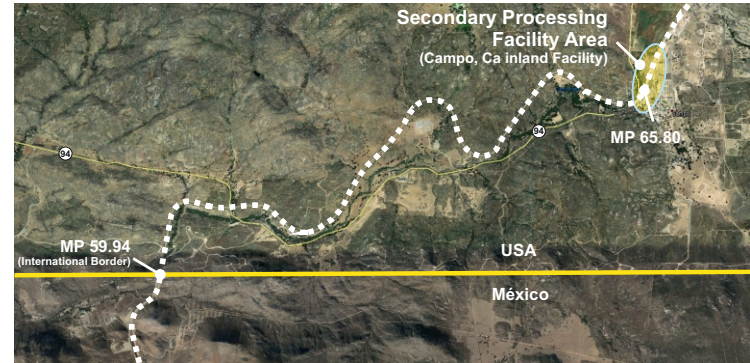 Secondary Processing
Facility Area
(Campo, Ca inland Facility)
94
MP 65.80
94
MP 59.94
(International Border)
USA
México